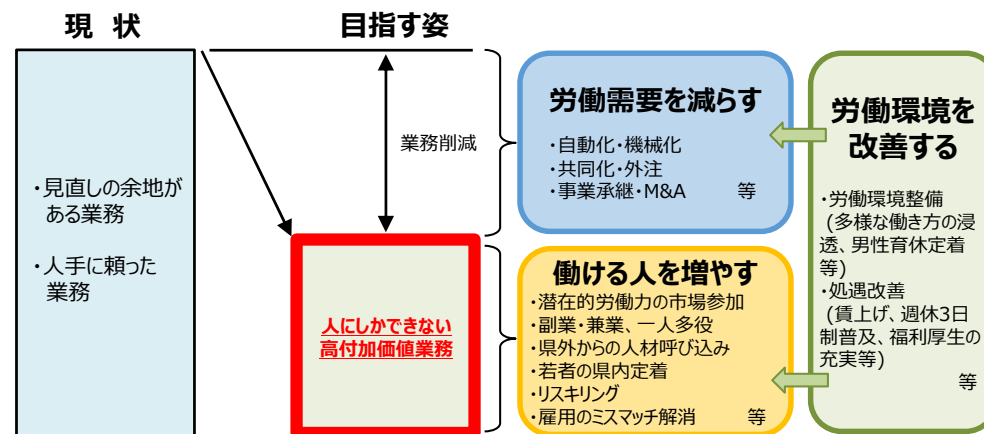 現 状
目指す姿
・見直しの余地が
ある業務
・人手に頼った
業務
業務削減
人にしかできない
高付加価値業務
労働需要を減らす
・自動化・機械化
・共同化・外注
・事業承継・M&A 等
働ける人を増やす
・潜在的労働力の市場参加
・副業・兼業、一人多役
・県外からの人材呼び込み
・若者の県内定着
・リスキリング
・雇用のミスマッチ解消 等
労働環境を
改善する
・労働環境整備
(多様な働き方の浸
透、男性育休定着
等)
・処遇改善
(賃上げ、週休3日
制普及、福利厚生の
充実等)
等